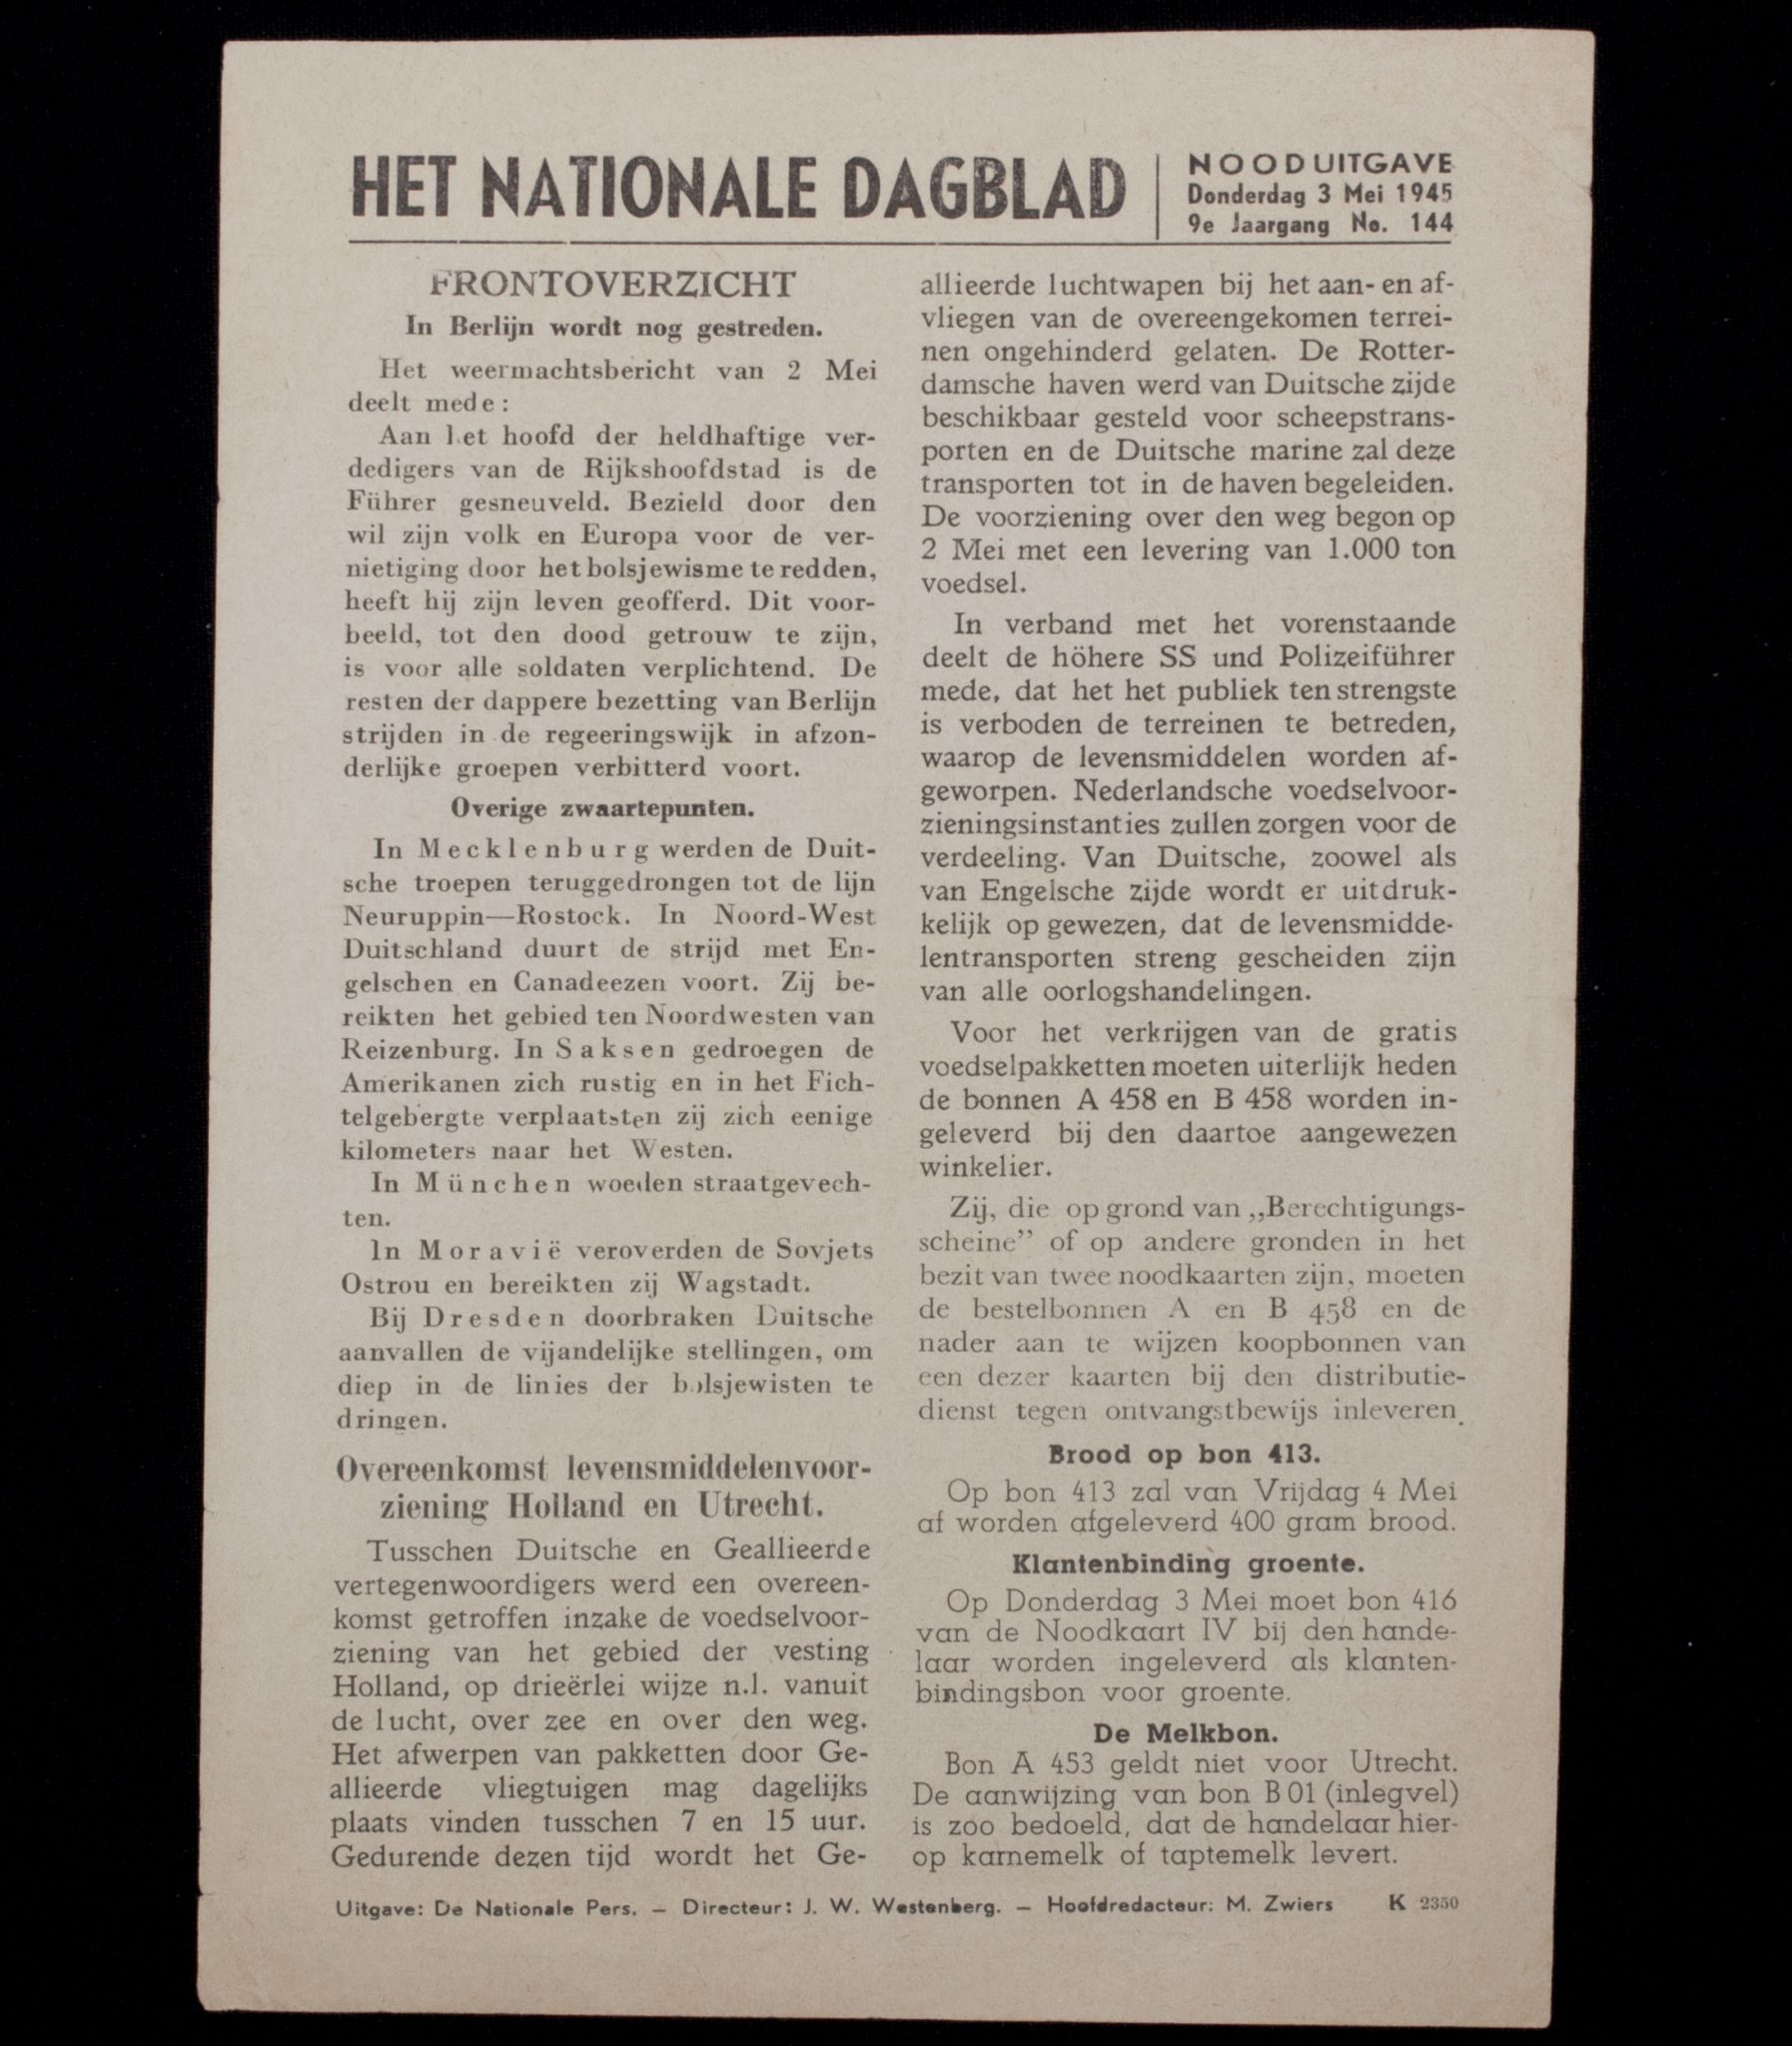 HET NATIONALE DAGBLAD
NOODUITGAVE
Donderdag 3 Mei 1945
9e Jaargang No. 144
FRONTOVERZICHT
In Berlijn wordt nog gestreden.
Het weermachtsbericht van 2 Mei
deelt mede:
Aan het hoofd der heldhaftige ver-
dedigers van de Rijkshoofdstad is de
Führer gesneuveld. Bezield door den
wil zijn volk en Europa voor de ver-
nietiging door het bolsjewisme te redden,
heeft hij zijn leven geofferd. Dit voor-
beeld, tot den dood getrouw te zijn,
is voor alle soldaten verplichtend. De
resten der dappere bezetting van Berlijn
strijden in de regeeringswijk in afzon-
derlijke groepen verbitterd voort.
Overige zwaartepunten.
In Mecklenburg werden de Duit-
sche troepen teruggedrongen tot de lijn
Neuruppin—Rostock. In Noord-West
Duitschland duurt de strijd met En-
gelschen en Canadeezen voort. Zij be-
reikten het gebied ten Noordwesten van
Reizenburg. In Saksen gedroegen de
Amerikanen zich rustig en in het Fich-
telgebergte verplaatsten zij zich eenige
kilometers naar het Westen.
In München woeden straatgevech-
ten.
In Moravië veroverden de Sovjets
Ostrou en bereikten zij Wagstadt.
Bij Dresden doorbraken Duitsche
aanvallen de vijandelijke stellingen, om
diep in de linies der bolsjewisten te
dringen.
Overeenkomst levensmiddelenvoor-
ziening Holland en Utrecht.
Tusschen Duitsche en Geallieerde
vertegenwoordigers werd een overeen-
komst getroffen inzake de voedselvoor-
ziening van het gebied der vesting
Holland, op drieërlei wijze n.l. vanuit
de lucht, over zee en over den weg.
Het afwerpen van pakketten door Ge-
allieerde vliegtuigen mag dagelijks
plaats vinden tusschen 7 en 15 uur.
Gedurende dezen tijd wordt het Ge-
allieerde luchtwapen bij het aan- en af-
vliegen van de overeengekomen terrei-
nen ongehinderd gelaten. De Rotter-
damsche haven werd van Duitsche zijde
beschikbaar gesteld voor scheepstrans-
porten en de Duitsche marine zal deze
transporten tot in de haven begeleiden.
De voorziening over den weg begon op
2 Mei met een levering van 1.000 ton
voedsel.
In verband met het vorenstaande
deelt de höhere SS und Polizeiführer
mede, dat het het publiek ten strengste
is verboden de terreinen te betreden,
waarop de levensmiddelen worden af-
geworpen. Nederlandsche voedselvoor-
zieningsinstanties zullen zorgen voor de
verdeeling. Van Duitsche, zoowel als
van Engelsche zijde wordt er uitdruk-
kelijk op gewezen, dat de levensmidde-
lentransporten streng gescheiden zijn
van alle oorlogshandelingen.
Voor het verkrijgen van de gratis
voedselpakketten moeten uiterlijk heden
de bonnen A 458 en B 458 worden in-
geleverd bij den daartoe aangewezen
winkelier.
Zij, die op grond van „Berechtigungs-
scheine” of op andere gronden in het
bezit van twee noodkaarten zijn, moeten
de bestelbonnen A en B 458 en de
nader aan te wijzen koopbonnen van
een dezer kaarten bij den distributie-
dienst tegen ontvangstbewijs inleveren.
Brood op bon 413.
Op bon 413 zal van Vrijdag 4 Mei
af worden afgeleverd 400 gram brood.
Klantenbinding groente.
Op Donderdag 3 Mei moet bon 416
van de Noodkaart IV bij den hande-
laar worden ingeleverd als klanten-
bindingsbon voor groente.
De Melkbon.
Bon A 453 geldt niet voor Utrecht.
De aanwijzing van bon B 01 (inlegvel)
is zoo bedoeld, dat de handelaar hier-
op karnemelk of taptemelk levert.
Uitgave: De Nationale Pers. — Directeur: J. W. Westenberg. — Hoofdredacteur: M. Zwiers K 2350